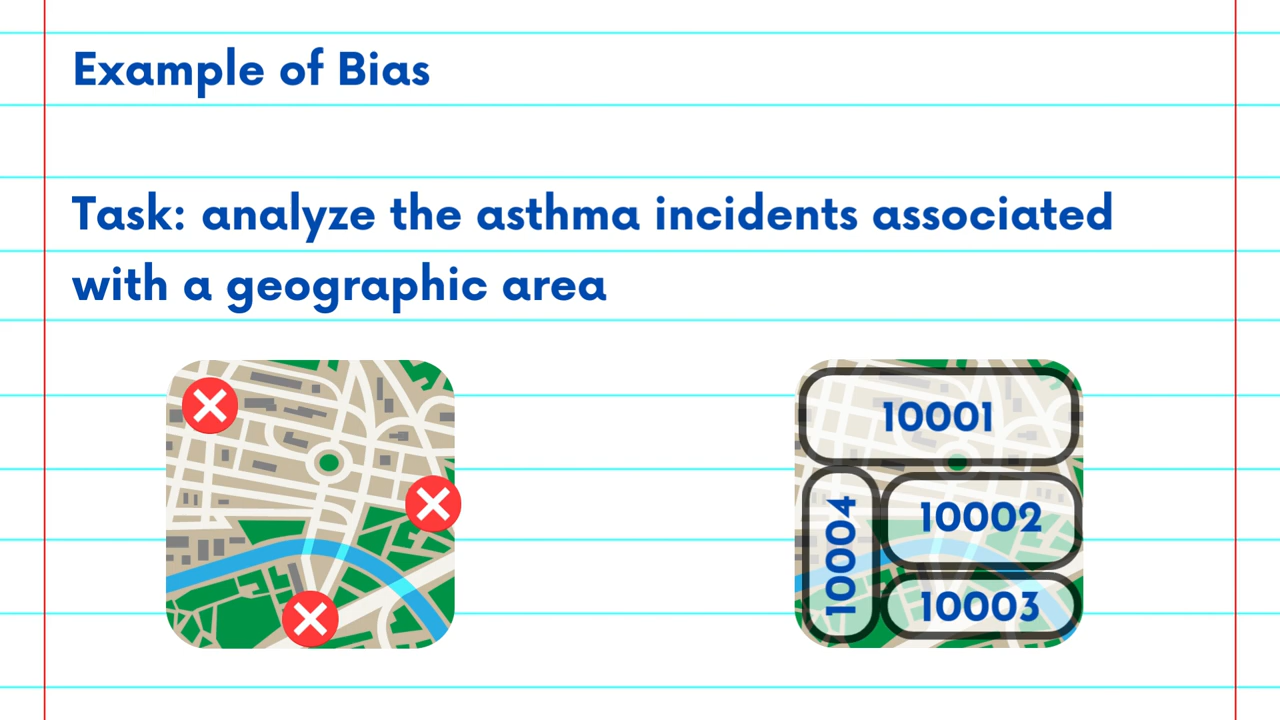 Example of Bias
Task: analyze the asthma incidents associated
with a geographic area
10001
10004
10002
10003